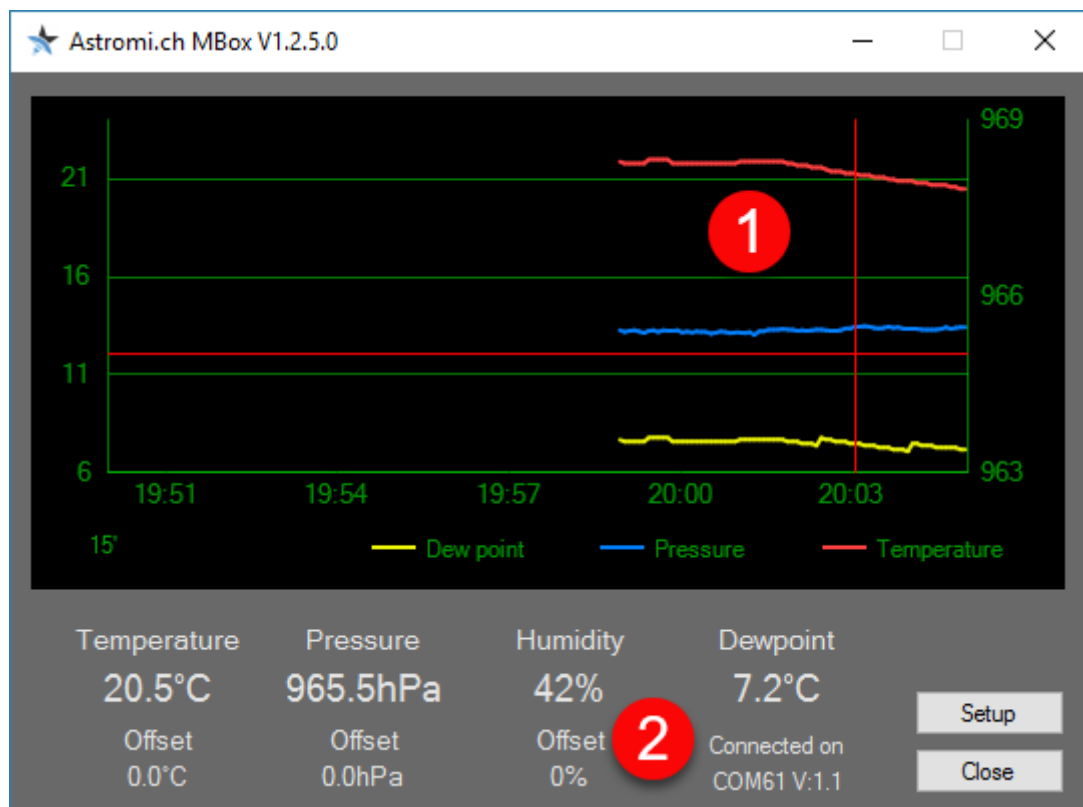 Astromi.ch MBox V1.2.5.0
969
21
1
16
966
11
6
963
19:51 19:54 19:57 20:00 20:03
15'
Dew point Pressure Temperature
Temperature Pressure Humidity Dewpoint
20.5°C 965.5hPa 42% 7.2°C
Setup
Offset Offset Offset 2 Connected on
0.0°C 0.0hPa 0% COM61 V:1.1
Close